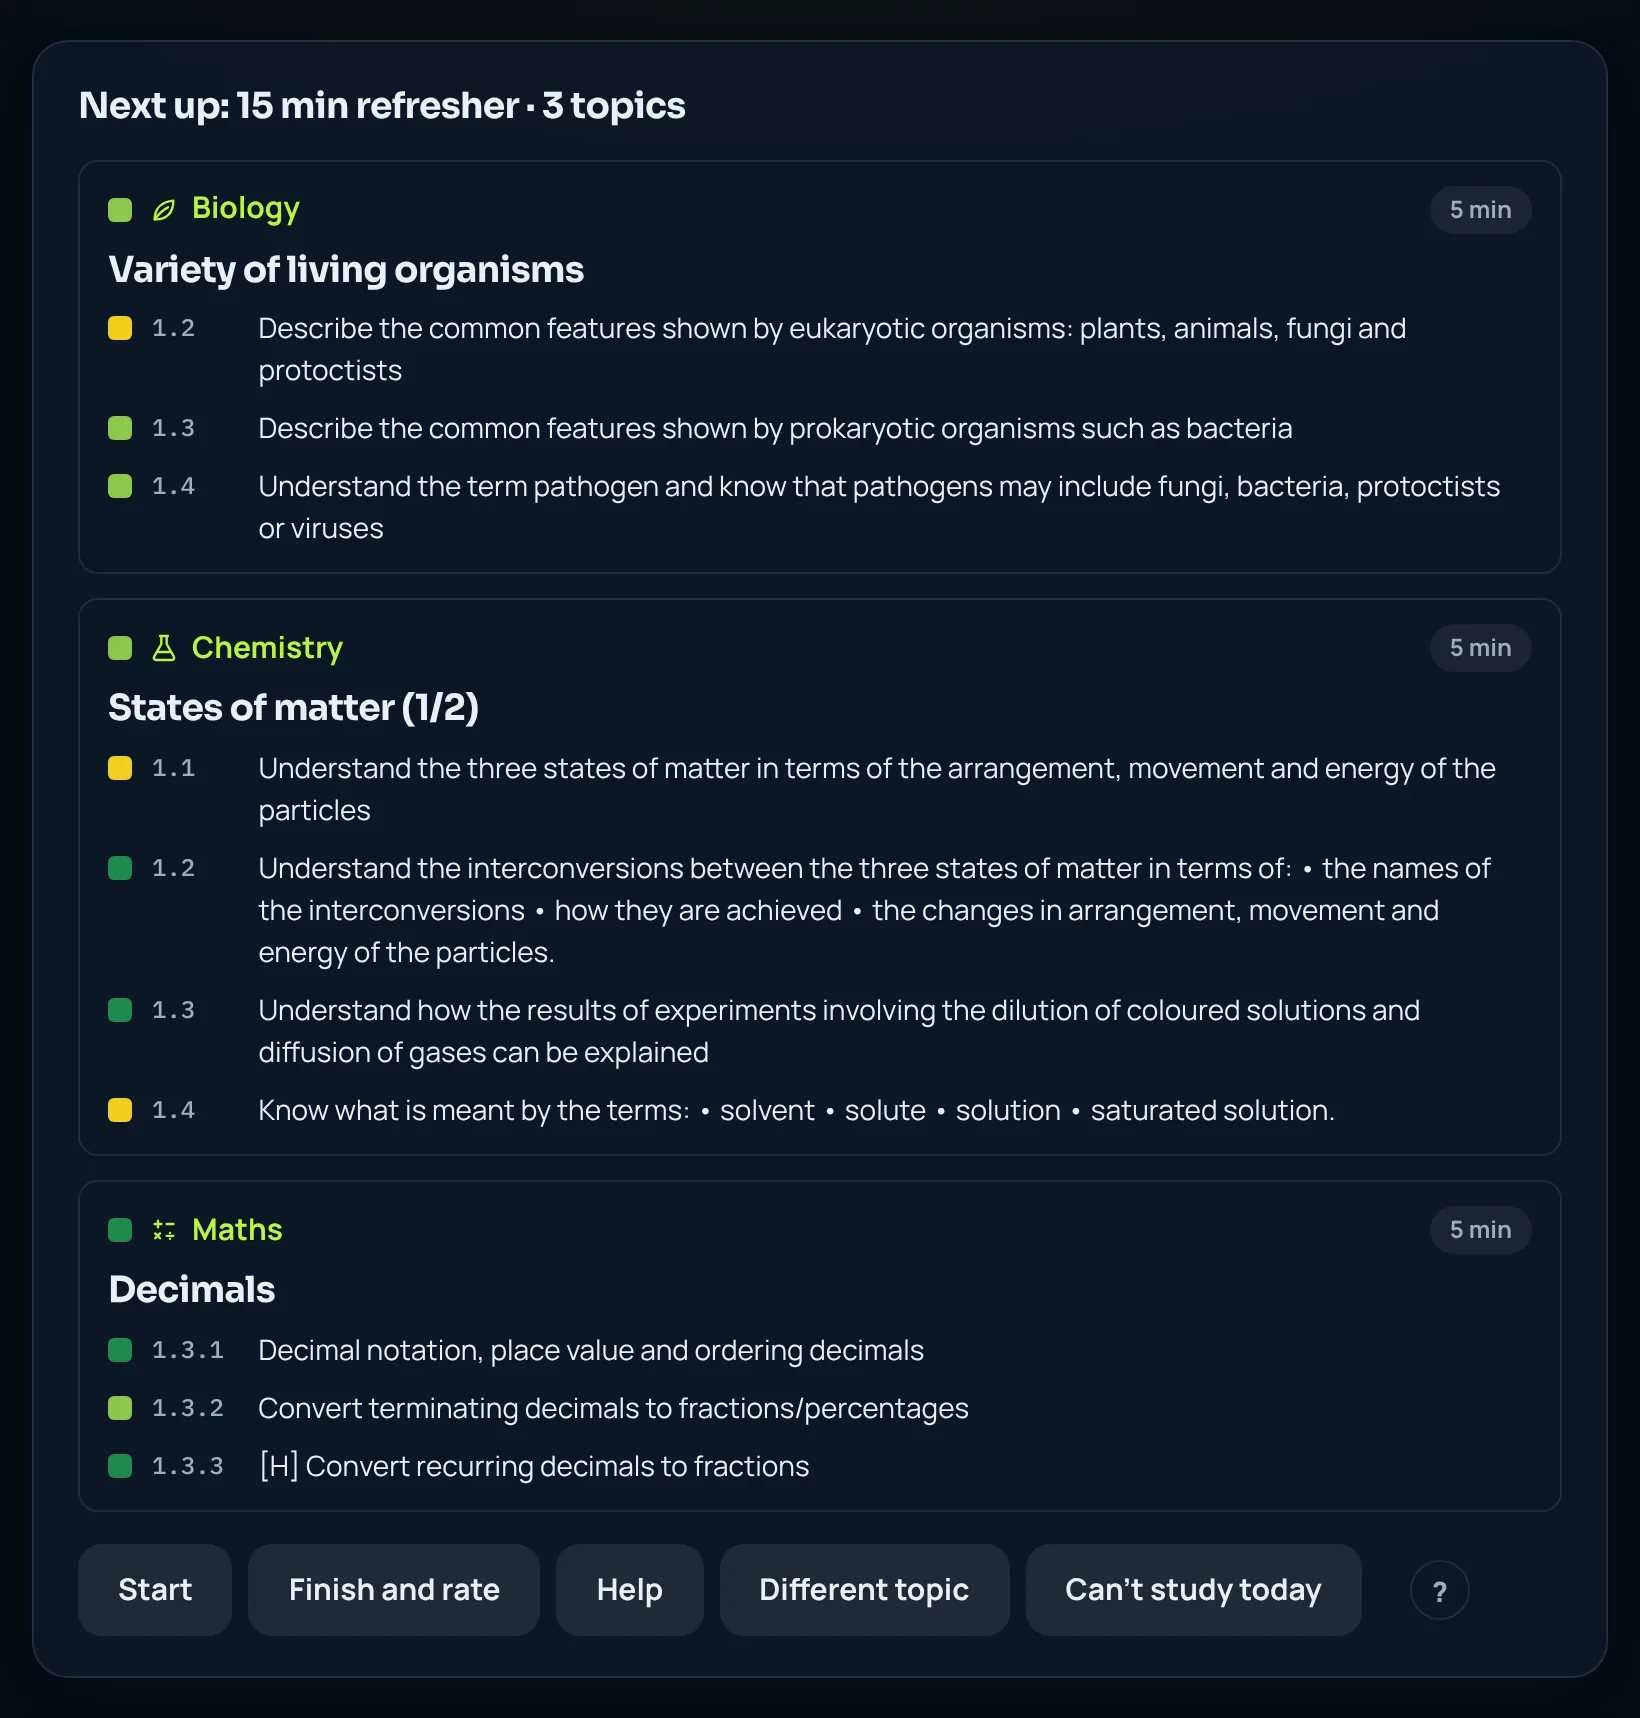 Next up: 15 min refresher · 3 topics
Biology
5 min
Variety of living organisms
1.2 Describe the common features shown by eukaryotic organisms: plants, animals, fungi and
protoctists
1.3 Describe the common features shown by prokaryotic organisms such as bacteria
1.4 Understand the term pathogen and know that pathogens may include fungi, bacteria, protoctists
or viruses
Chemistry
5 min
States of matter (1/2)
1.1 Understand the three states of matter in terms of the arrangement, movement and energy of the
particles
1.2 Understand the interconversions between the three states of matter in terms of: • the names of
the interconversions • how they are achieved • the changes in arrangement, movement and
energy of the particles.
1.3 Understand how the results of experiments involving the dilution of coloured solutions and
diffusion of gases can be explained
1.4 Know what is meant by the terms: • solvent • solute • solution • saturated solution.
Maths
5 min
Decimals
1.3.1 Decimal notation, place value and ordering decimals
1.3.2 Convert terminating decimals to fractions/percentages
1.3.3 [H] Convert recurring decimals to fractions
Start
Finish and rate
Help
Different topic
Can’t study today
?